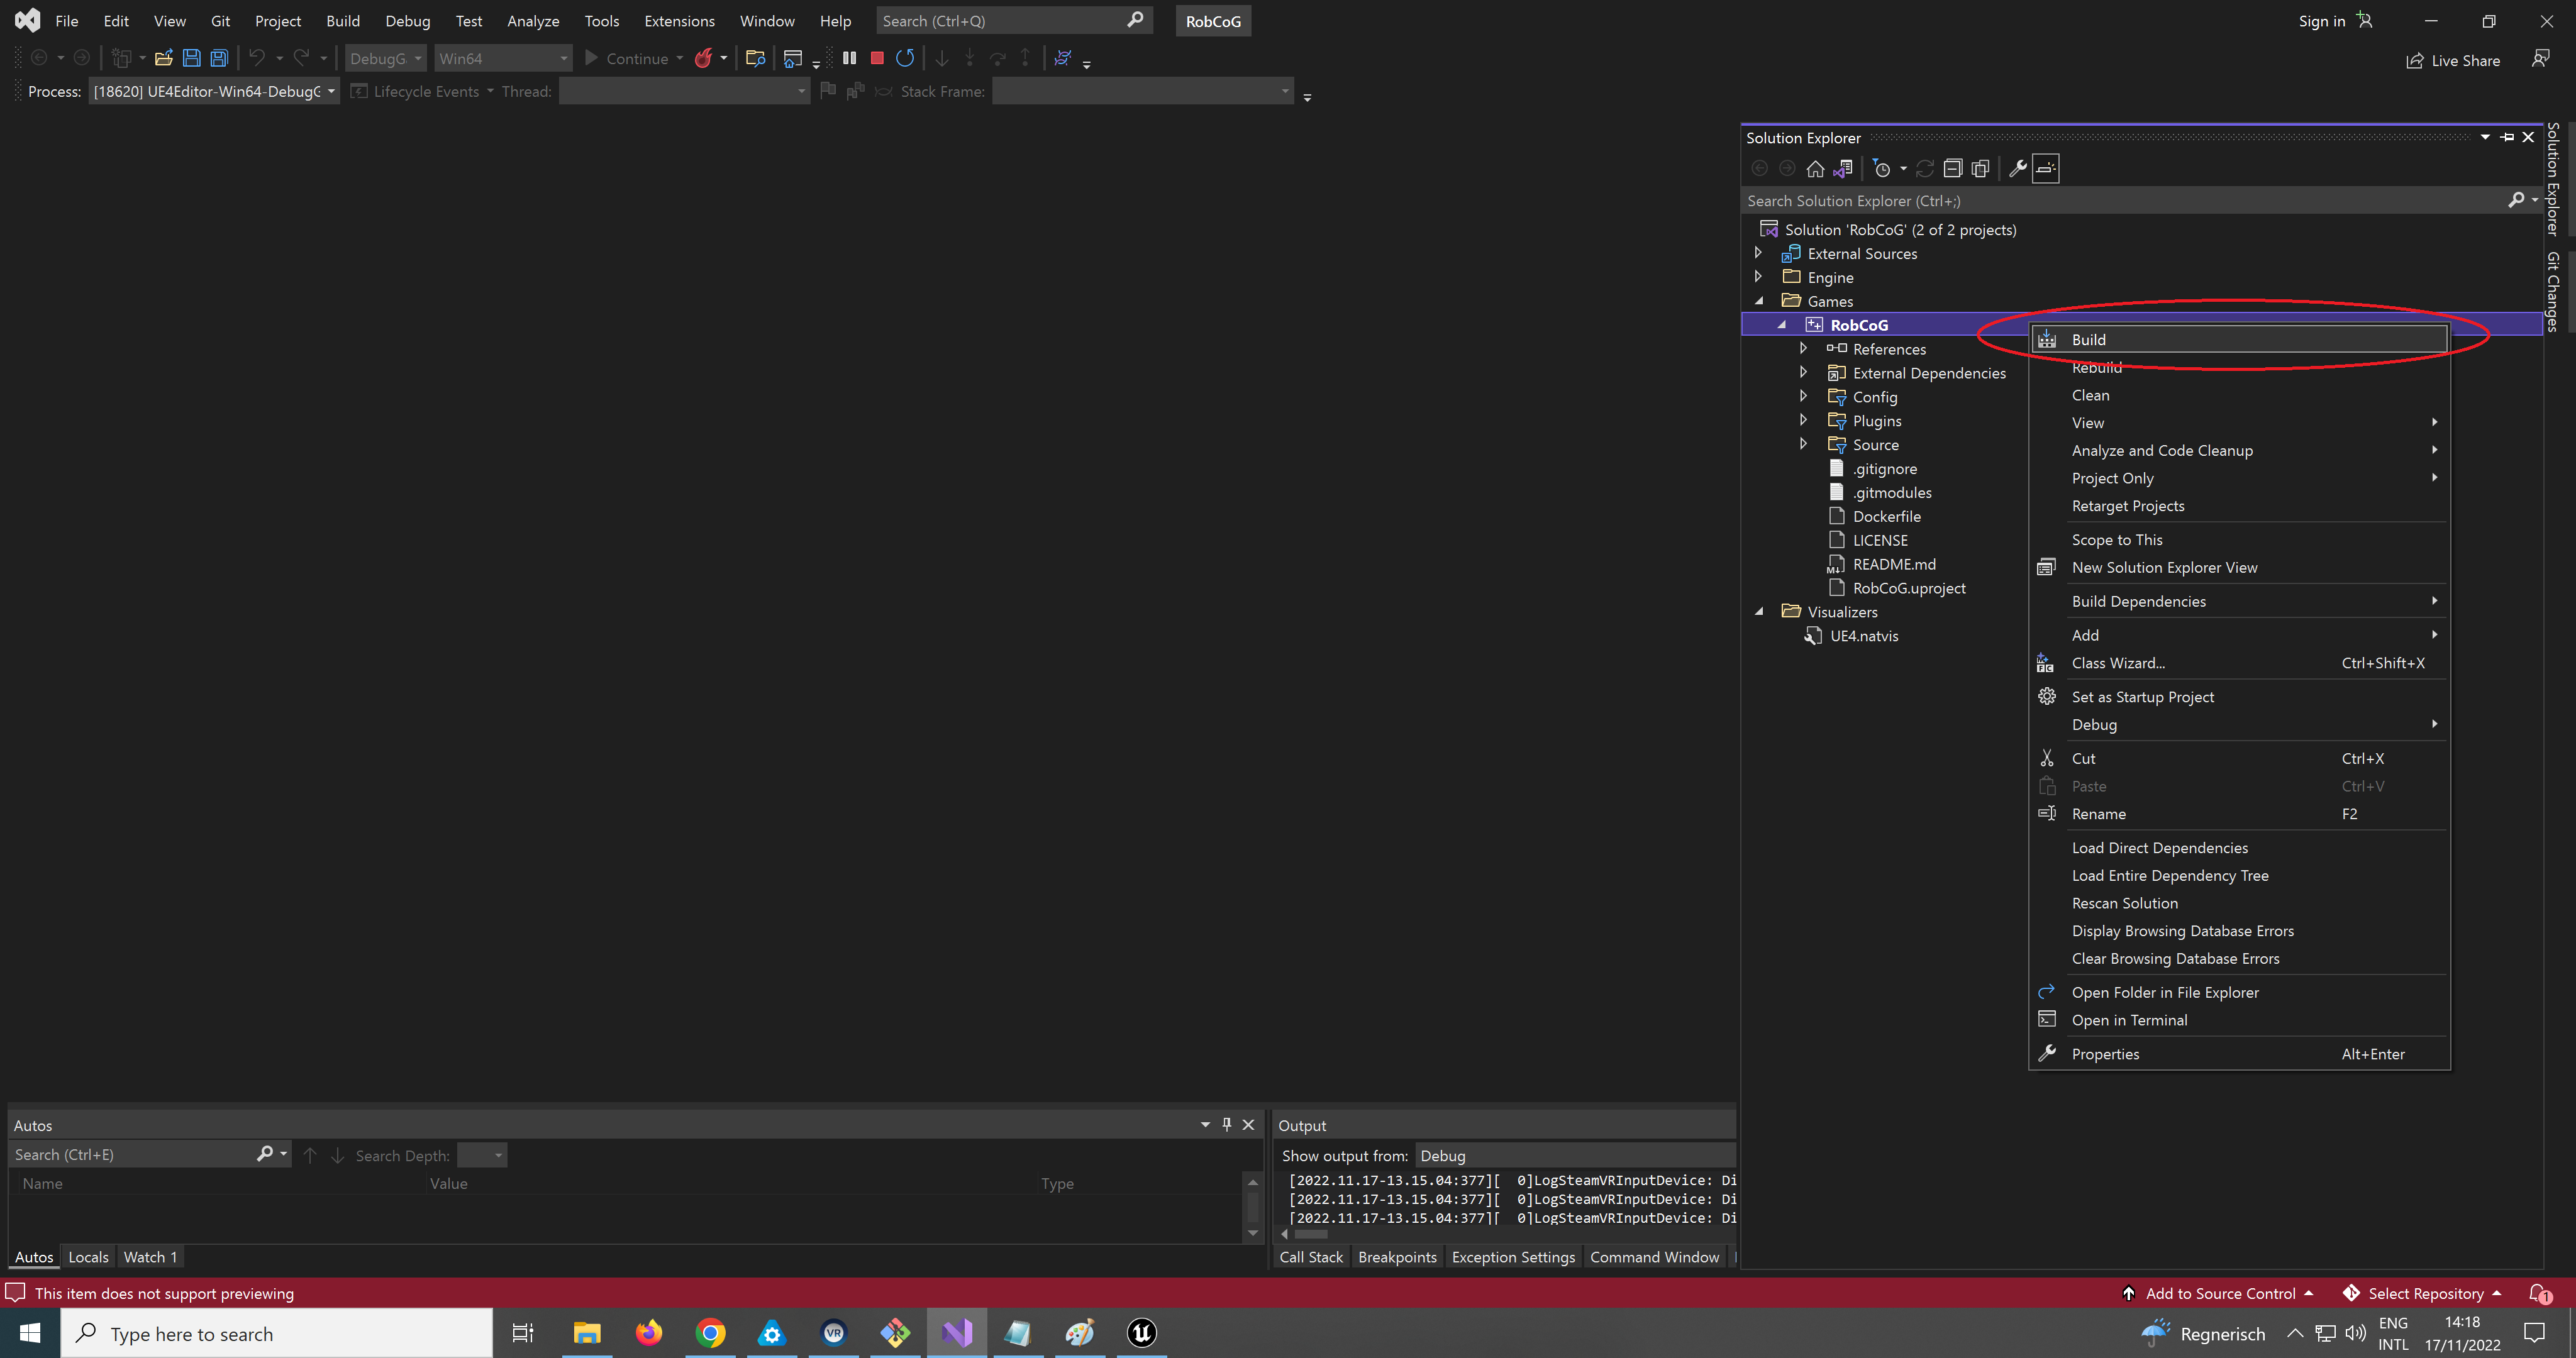 File Edit View Git Project Build Debug Test Analyze Tools Extensions Window Help Search (Ctrl+Q) RobCoG Sign in
DebugG Win64 Continue Live Share
Process: [18620] UE4Editor-Win64-DebugG Lifecycle Events Thread: Stack Frame:
Solution Explorer
Search Solution Explorer (Ctrl+;)
Solution 'RobCoG' (2 of 2 projects)
External Sources
Engine
Games
RobCoG
References
External Dependencies
Config
Plugins
Source
.gitignore
.gitmodules
Dockerfile
LICENSE
README.md
RobCoG.uproject
Visualizers
UE4.natvis
Build
Rebuild
Clean
View
Analyze and Code Cleanup
Project Only
Retarget Projects
Scope to This
New Solution Explorer View
Build Dependencies
Add
Class Wizard... Ctrl+Shift+X
Set as Startup Project
Debug
Cut Ctrl+X
Paste Ctrl+V
Rename F2
Load Direct Dependencies
Load Entire Dependency Tree
Rescan Solution
Display Browsing Database Errors
Clear Browsing Database Errors
Open Folder in File Explorer
Open in Terminal
Properties Alt+Enter
Solution Explorer
Git Changes
Autos
Search (Ctrl+E) Search Depth:
Name Value Type
Autos Locals Watch 1
Output
Show output from: Debug
[2022.11.17-13.15.04:377][ 0]LogSteamVRInputDevice: Di
[2022.11.17-13.15.04:377][ 0]LogSteamVRInputDevice: Di
[2022.11.17-13.15.04:377][ 0]LogSteamVRInputDevice: Di
Call Stack Breakpoints Exception Settings Command Window
This item does not support previewing Add to Source Control Select Repository 1
Type here to search VR Regnerisch ENG 14:18
INTL 17/11/2022